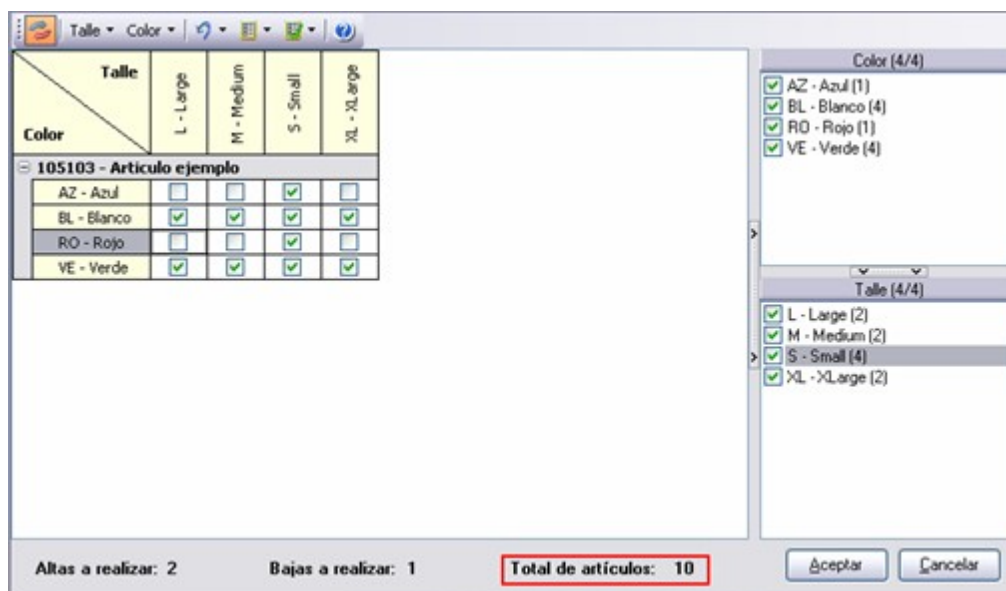 Talle Color
Talle
Color
L - Large
M - Medium
S - Small
XL - XLarge
105103 - Articulo ejemplo
AZ - Azul
BL - Blanco
RO - Rojo
VE - Verde
Color (4/4)
AZ - Azul (1)
BL - Blanco (4)
RO - Rojo (1)
VE - Verde (4)
Talle (4/4)
L - Large (2)
M - Medium (2)
S - Small (4)
XL - XLarge (2)
Altas a realizar: 2 Bajas a realizar: 1 Total de artículos: 10 Aceptar Cancelar